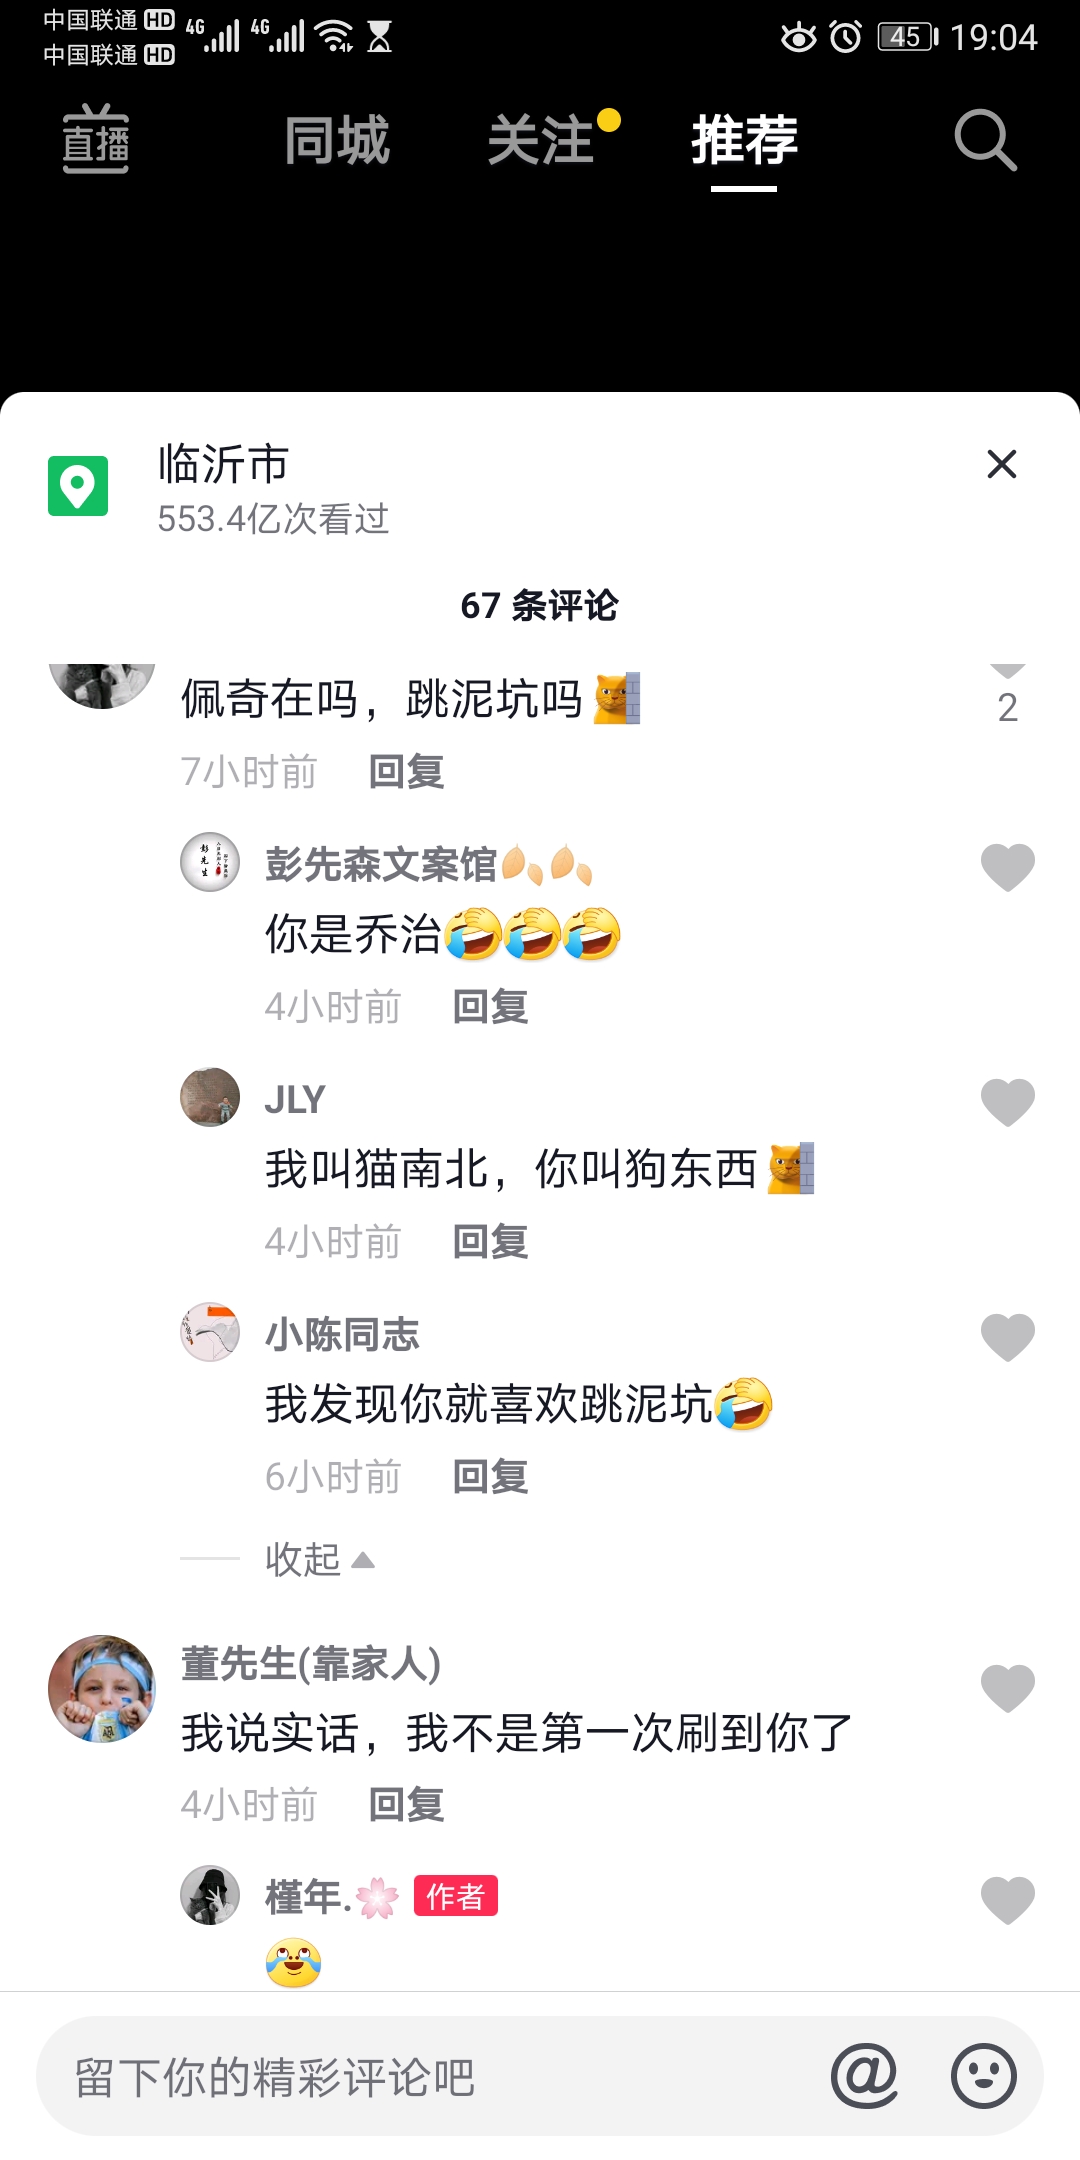 中国联通 HD 4G 4G 45 19:04
中国联通 HD
直播 同城 关注 推荐
临沂市
553.4亿次看过
67 条评论
佩奇在吗，跳泥坑吗
2
7小时前 回复
彭先森文案馆
你是乔治
4小时前 回复
JLY
我叫猫南北，你叫狗东西
4小时前 回复
小陈同志
我发现你就喜欢跳泥坑
6小时前 回复
收起
董先生(靠家人)
我说实话，我不是第一次刷到你了
4小时前 回复
槿年. 作者
留下你的精彩评论吧 @